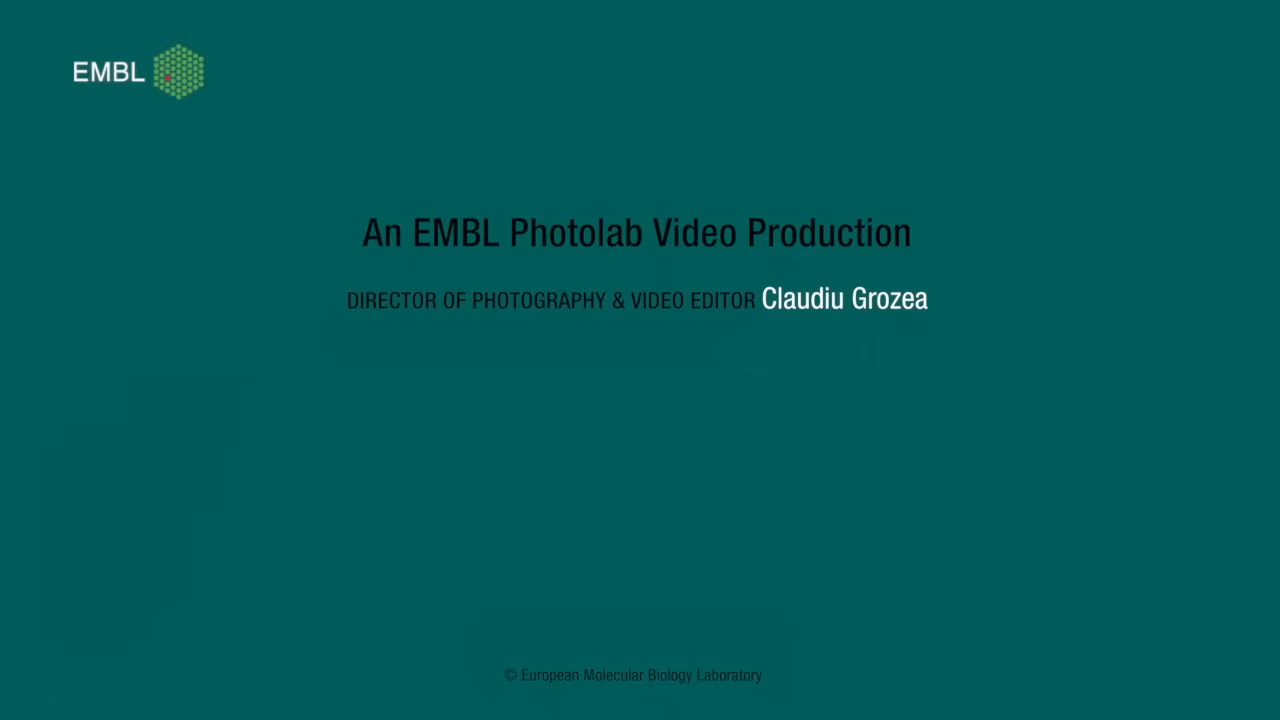 EMBL
An EMBL Photolab Video Production
DIRECTOR OF PHOTOGRAPHY & VIDEO EDITOR Claudiu Grozea
© European Molecular Biology Laboratory